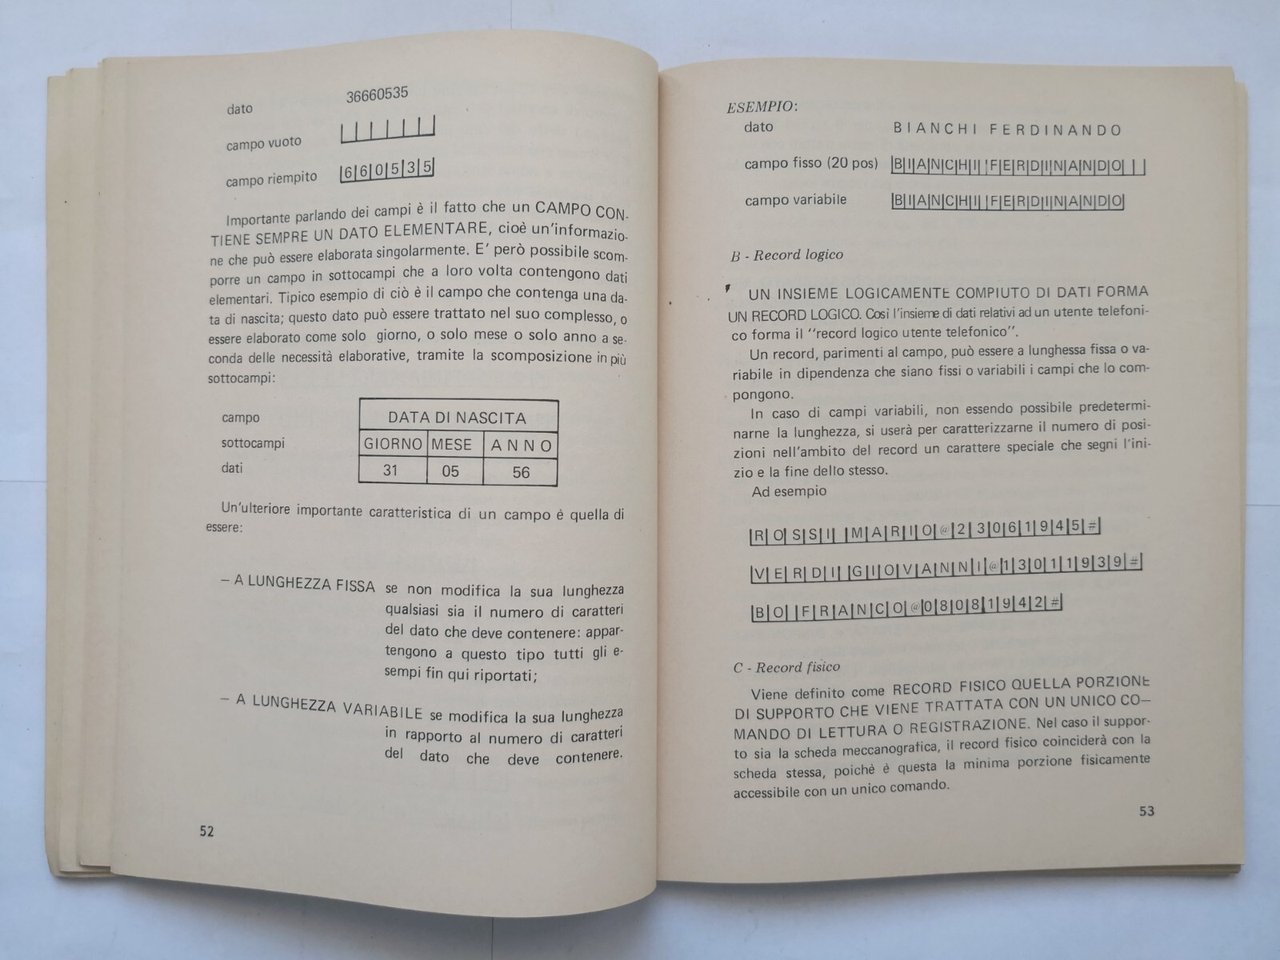 dato 36660535
campo vuoto
campo riempito |6|6|0|5|3|5|
Importante parlando dei campi è il fatto che un CAMPO CON-
TIENE SEMPRE UN DATO ELEMENTARE, cioè un'informazio-
ne che può essere elaborata singolarmente. E' però possibile scom-
porre un campo in sottocampi che a loro volta contengono dati
elementari. Tipico esempio di ciò è il campo che contenga una da-
ta di nascita; questo dato può essere trattato nel suo complesso, o
essere elaborato come solo giorno, o solo mese o solo anno a se-
conda delle necessità elaborative, tramite la scomposizione in più
sottocampi:
campo DATA DI NASCITA
sottocampi GIORNO MESE ANNO
dati 31 05 56
Un'ulteriore importante caratteristica di un campo è quella di
essere:
– A LUNGHEZZA FISSA se non modifica la sua lunghezza
qualsiasi sia il numero di caratteri
del dato che deve contenere: appar-
tengono a questo tipo tutti gli e-
sempi fin qui riportati;
– A LUNGHEZZA VARIABILE se modifica la sua lunghezza
in rapporto al numero di caratteri
del dato che deve contenere.
52
ESEMPIO:
dato BIANCHI FERDINANDO
campo fisso (20 pos) |B|I|A|N|C|H|I| |F|E|R|D|I|N|A|N|D|O| | |
campo variabile |B|I|A|N|C|H|I| |F|E|R|D|I|N|A|N|D|O|
B - Record logico
UN INSIEME LOGICAMENTE COMPIUTO DI DATI FORMA
UN RECORD LOGICO. Così l'insieme di dati relativi ad un utente telefoni-
co forma il "record logico utente telefonico".
Un record, parimenti al campo, può essere a lunghessa fissa o va-
riabile in dipendenza che siano fissi o variabili i campi che lo com-
pongono.
In caso di campi variabili, non essendo possibile predetermi-
narne la lunghezza, si userà per caratterizzarne il numero di posi-
zioni nell'ambito del record un carattere speciale che segni l'ini-
zio e la fine dello stesso.
Ad esempio
|R|O|S|S|I| |M|A|R|I|O|@|2|3|0|6|1|9|4|5|#|
|V|E|R|D|I| |G|I|O|V|A|N|N|I|@|1|3|0|1|1|9|3|9|#|
|B|O| |F|R|A|N|C|O|@|0|8|0|8|1|9|4|2|#|
C - Record fisico
Viene definito come RECORD FISICO QUELLA PORZIONE
DI SUPPORTO CHE VIENE TRATTATA CON UN UNICO CO-
MANDO DI LETTURA O REGISTRAZIONE. Nel caso il suppor-
to sia la scheda meccanografica, il record fisico coinciderà con la
scheda stessa, poichè è questa la minima porzione fisicamente
accessibile con un unico comando.
53